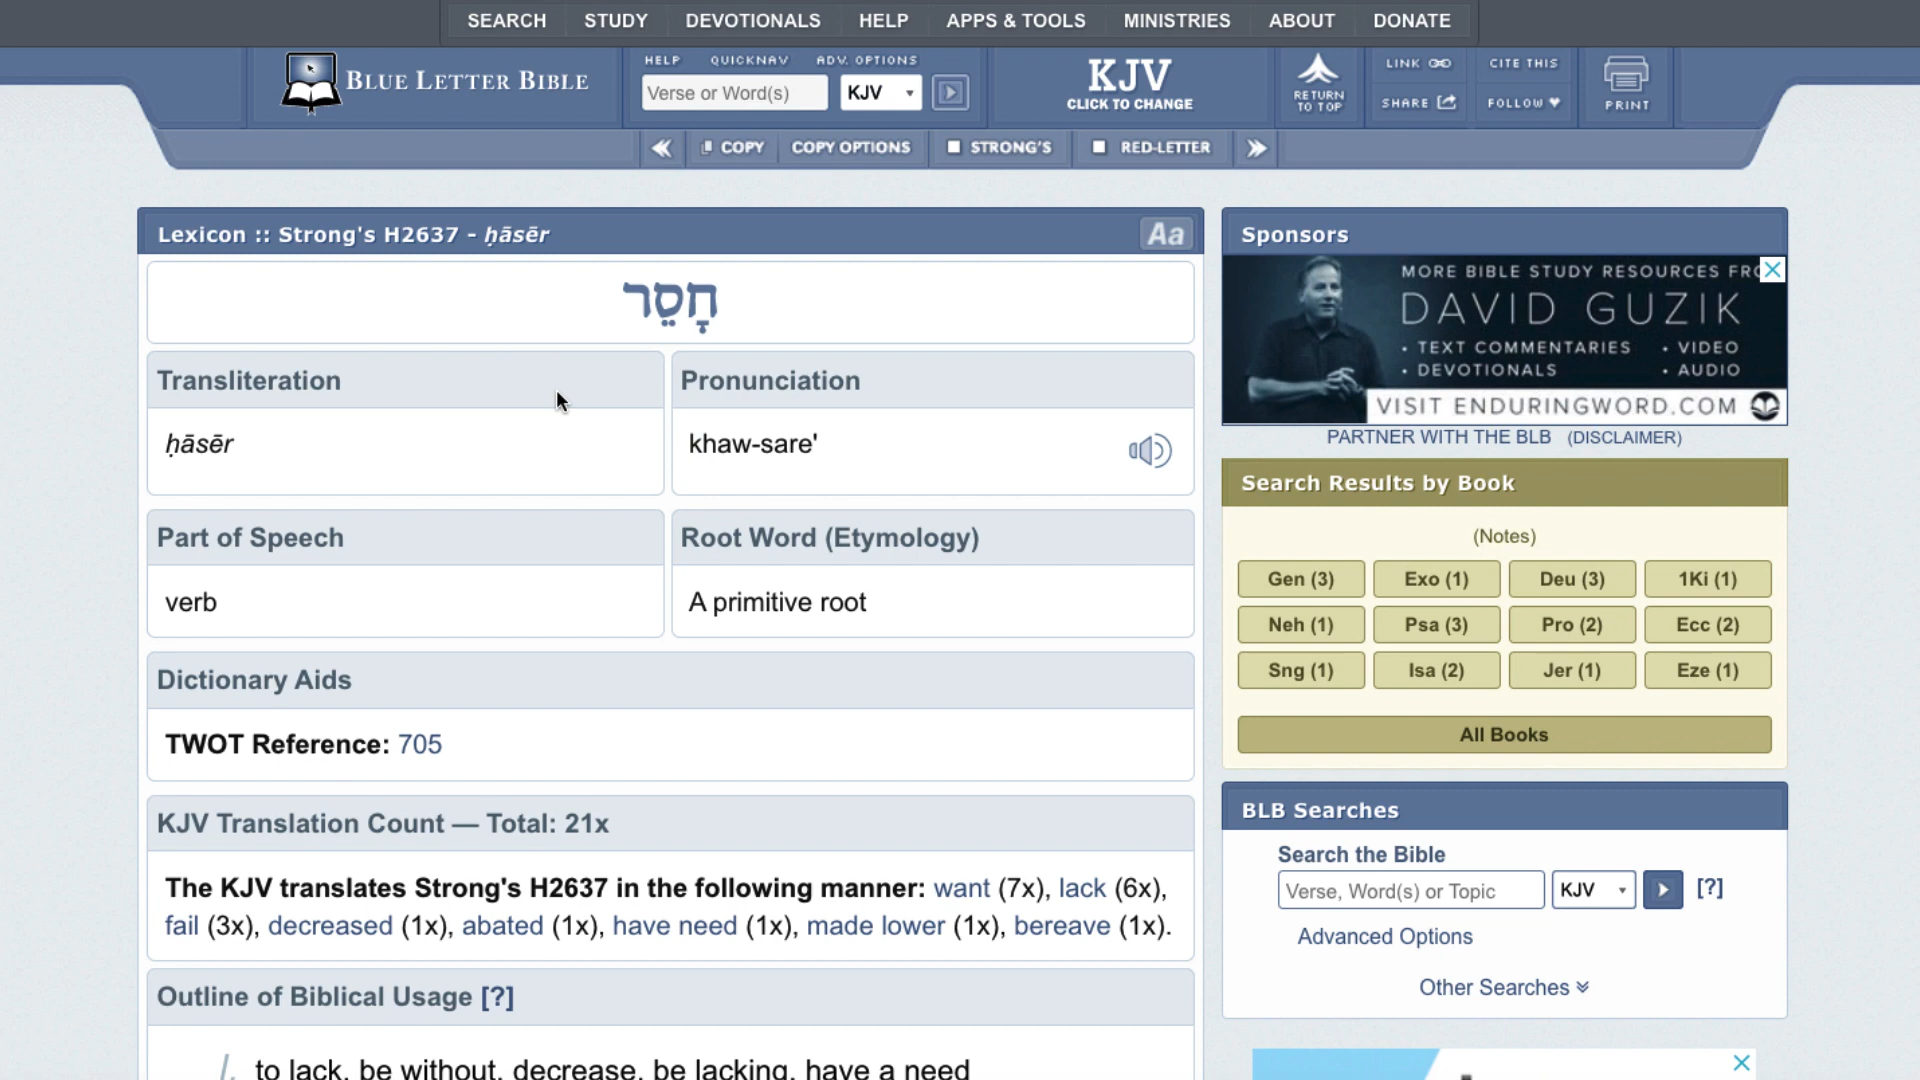 SEARCH STUDY DEVOTIONALS HELP APPS & TOOLS MINISTRIES ABOUT DONATE
BLUE LETTER BIBLE
HELP QUICKNAV ADV. OPTIONS
Verse or Word(s) KJV
KJV
CLICK TO CHANGE
RETURN
TO TOP
LINK CITE THIS
SHARE FOLLOW
PRINT
COPY COPY OPTIONS STRONG'S RED-LETTER
Lexicon :: Strong's H2637 - ḥāsēr Aa
חָסֵר
Transliteration
ḥāsēr
Pronunciation
khaw-sare'
Part of Speech
verb
Root Word (Etymology)
A primitive root
Dictionary Aids
TWOT Reference: 705
KJV Translation Count — Total: 21x
The KJV translates Strong's H2637 in the following manner: want (7x), lack (6x),
fail (3x), decreased (1x), abated (1x), have need (1x), made lower (1x), bereave (1x).
Outline of Biblical Usage [?]
I. to lack, be without, decrease, be lacking, have a need
Sponsors
MORE BIBLE STUDY RESOURCES FRO
DAVID GUZIK
• TEXT COMMENTARIES • VIDEO
• DEVOTIONALS • AUDIO
VISIT ENDURINGWORD.COM
PARTNER WITH THE BLB (DISCLAIMER)
Search Results by Book
(Notes)
Gen (3) Exo (1) Deu (3) 1Ki (1)
Neh (1) Psa (3) Pro (2) Ecc (2)
Sng (1) Isa (2) Jer (1) Eze (1)
All Books
BLB Searches
Search the Bible
Verse, Word(s) or Topic KJV [?]
Advanced Options
Other Searches